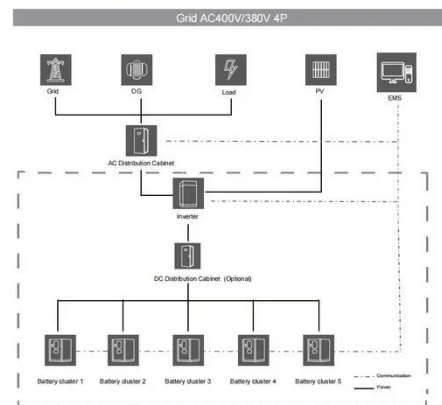 Grid AC400V/380V 4P
Grid
DG
Load
PV
EMS
AC Distribution Cabinet
Inverter
DC Distribution Cabinet (Optional)
Battery cluster 1
Battery cluster 2
Battery cluster 3
Battery cluster 4
Battery cluster 5
Communication
Power